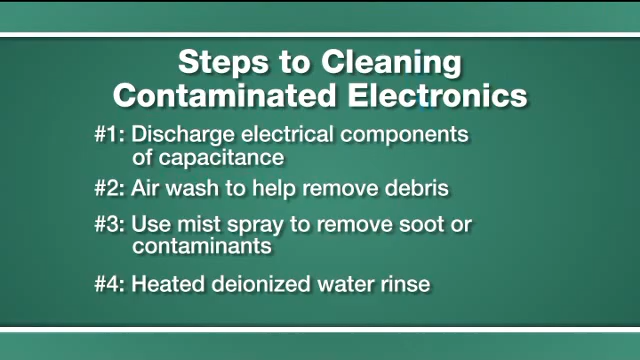 Steps to Cleaning
Contaminated Electronics
#1: Discharge electrical components
of capacitance
#2: Air wash to help remove debris
#3: Use mist spray to remove soot or
contaminants
#4: Heated deionized water rinse